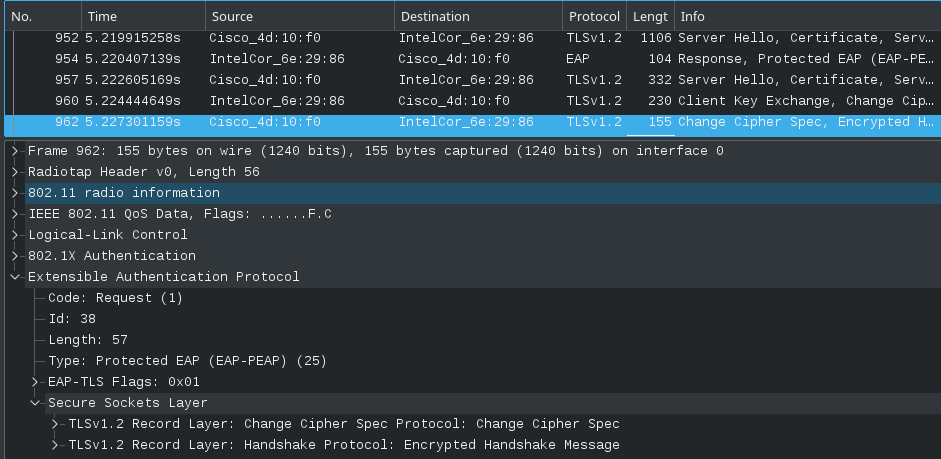 No. Time Source Destination Protocol Lengt Info
952 5.219915258s Cisco_4d:10:f0 IntelCor_6e:29:86 TLSv1.2 1106 Server Hello, Certificate, Serv…
954 5.220407139s IntelCor_6e:29:86 Cisco_4d:10:f0 EAP 104 Response, Protected EAP (EAP-PE…
957 5.222605169s Cisco_4d:10:f0 IntelCor_6e:29:86 TLSv1.2 332 Server Hello, Certificate, Serv…
960 5.224444649s IntelCor_6e:29:86 Cisco_4d:10:f0 TLSv1.2 230 Client Key Exchange, Change Cip…
962 5.227301159s Cisco_4d:10:f0 IntelCor_6e:29:86 TLSv1.2 155 Change Cipher Spec, Encrypted H…
Frame 962: 155 bytes on wire (1240 bits), 155 bytes captured (1240 bits) on interface 0
Radiotap Header v0, Length 56
802.11 radio information
IEEE 802.11 QoS Data, Flags: ......F.C
Logical-Link Control
802.1X Authentication
Extensible Authentication Protocol
Code: Request (1)
Id: 38
Length: 57
Type: Protected EAP (EAP-PEAP) (25)
EAP-TLS Flags: 0x01
Secure Sockets Layer
TLSv1.2 Record Layer: Change Cipher Spec Protocol: Change Cipher Spec
TLSv1.2 Record Layer: Handshake Protocol: Encrypted Handshake Message